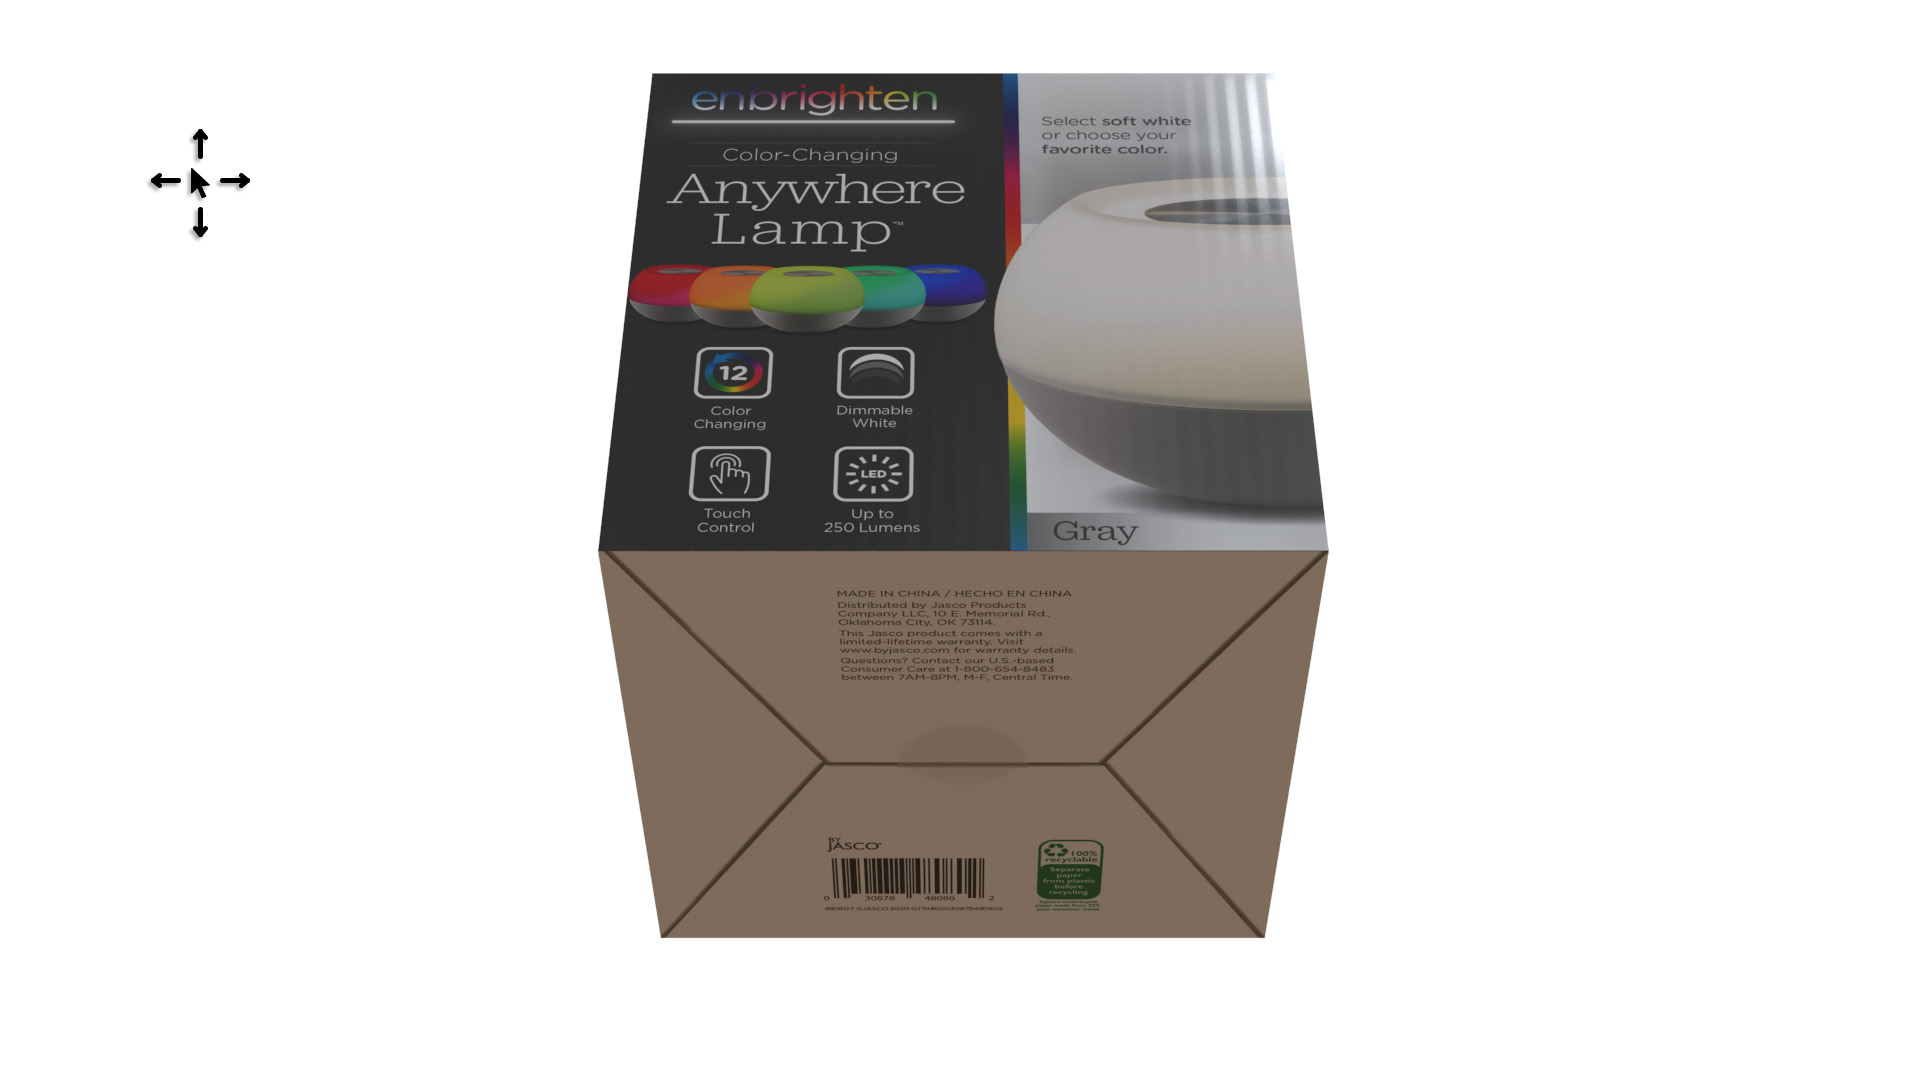 enbrighten
Color-Changing
Anywhere
Lamp™
Select soft white
or choose your
favorite color.
12
Color
Changing
Dimmable
White
Touch
Control
LED
Up to
250 Lumens
Gray
MADE IN CHINA / HECHO EN CHINA
Distributed by Jasco Products
Company LLC, 10 E. Memorial Rd.,
Oklahoma City, OK 73114.
This Jasco product comes with a
limited-lifetime warranty. Visit
www.byjasco.com for warranty details.
Questions? Contact our U.S.-based
Consumer Care at 1-800-654-8483
between 7AM-8PM, M-F, Central Time.
BY
JASCO
0 30878 48080 2
100%
recyclable
Separate
paper
from plastic
before
recycling